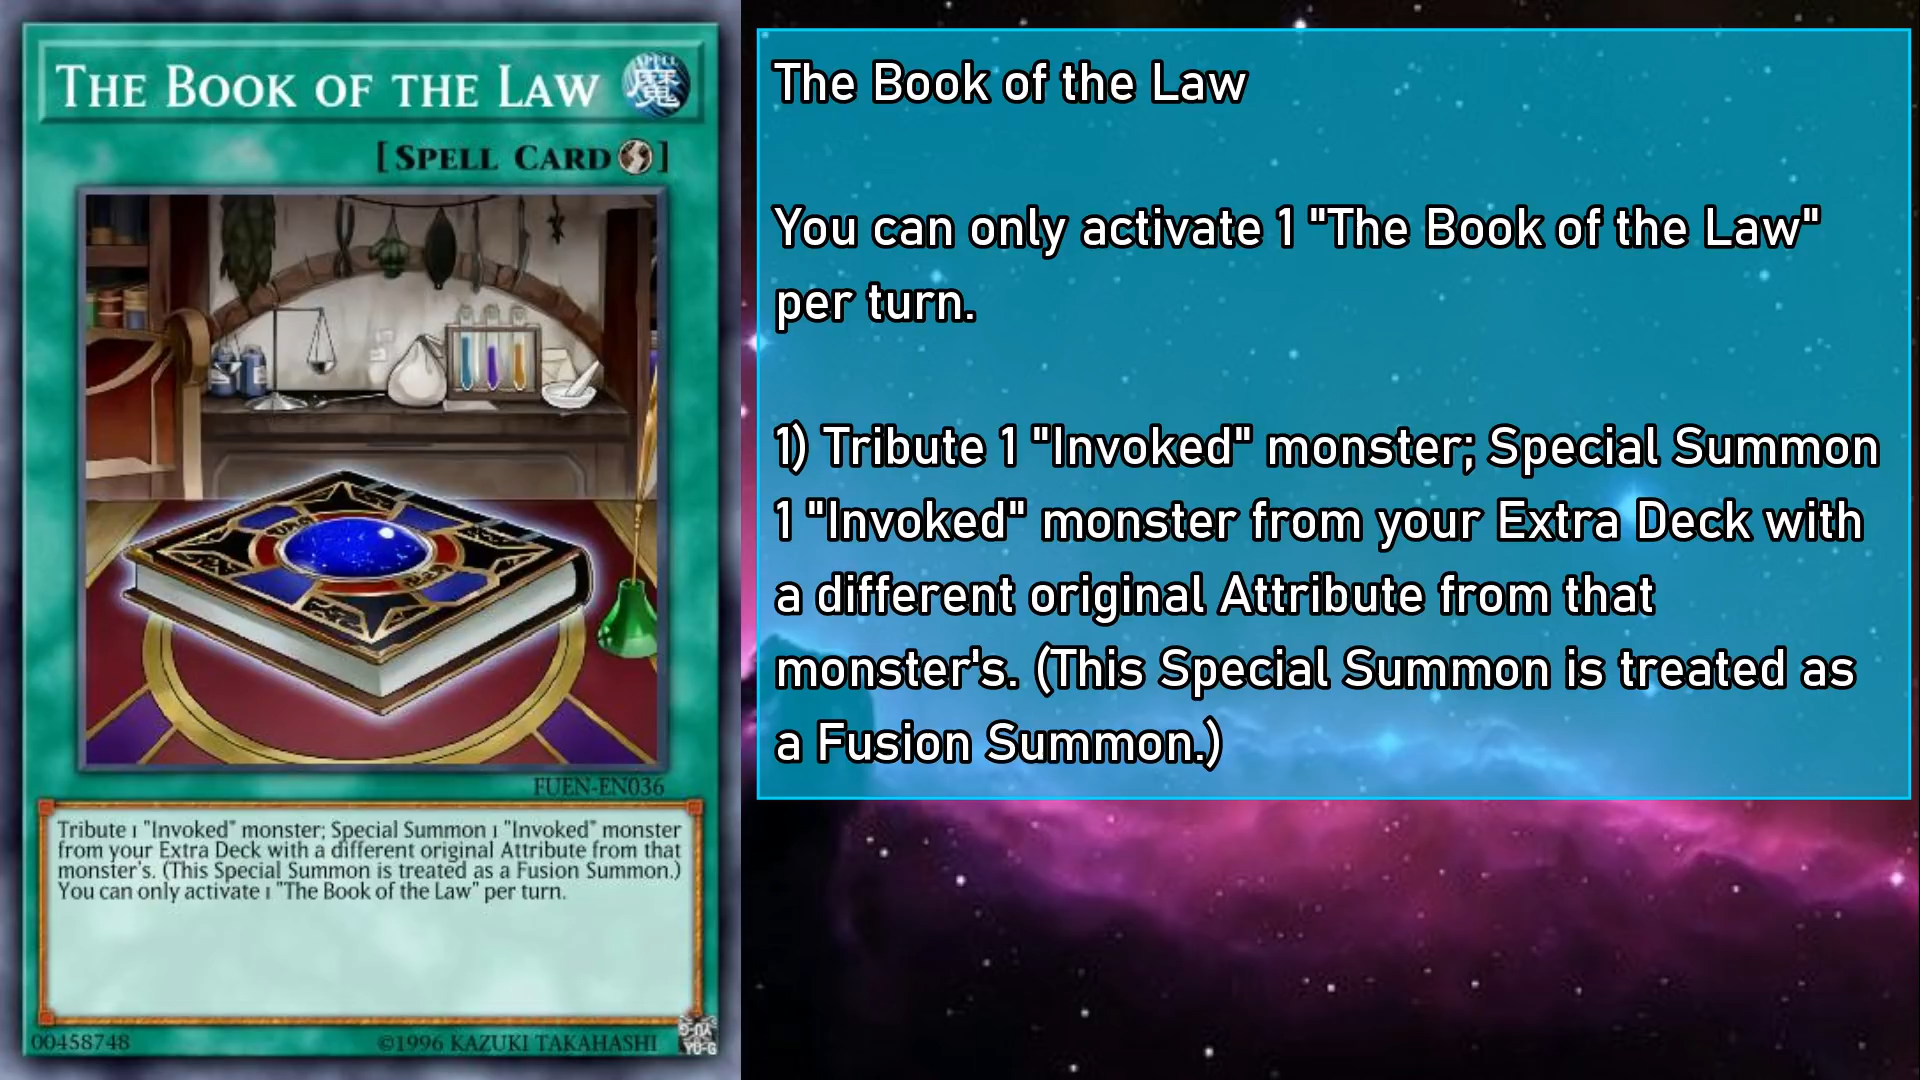 THE BOOK OF THE LAW
SPELL
魔
[SPELL CARD]
FUEN-EN036
Tribute 1 "Invoked" monster; Special Summon 1 "Invoked" monster
from your Extra Deck with a different original Attribute from that
monster's. (This Special Summon is treated as a Fusion Summon.)
You can only activate 1 "The Book of the Law" per turn.
00458748
©1996 KAZUKI TAKAHASHI
The Book of the Law
You can only activate 1 "The Book of the Law"
per turn.
1) Tribute 1 "Invoked" monster; Special Summon
1 "Invoked" monster from your Extra Deck with
a different original Attribute from that
monster's. (This Special Summon is treated as
a Fusion Summon.)